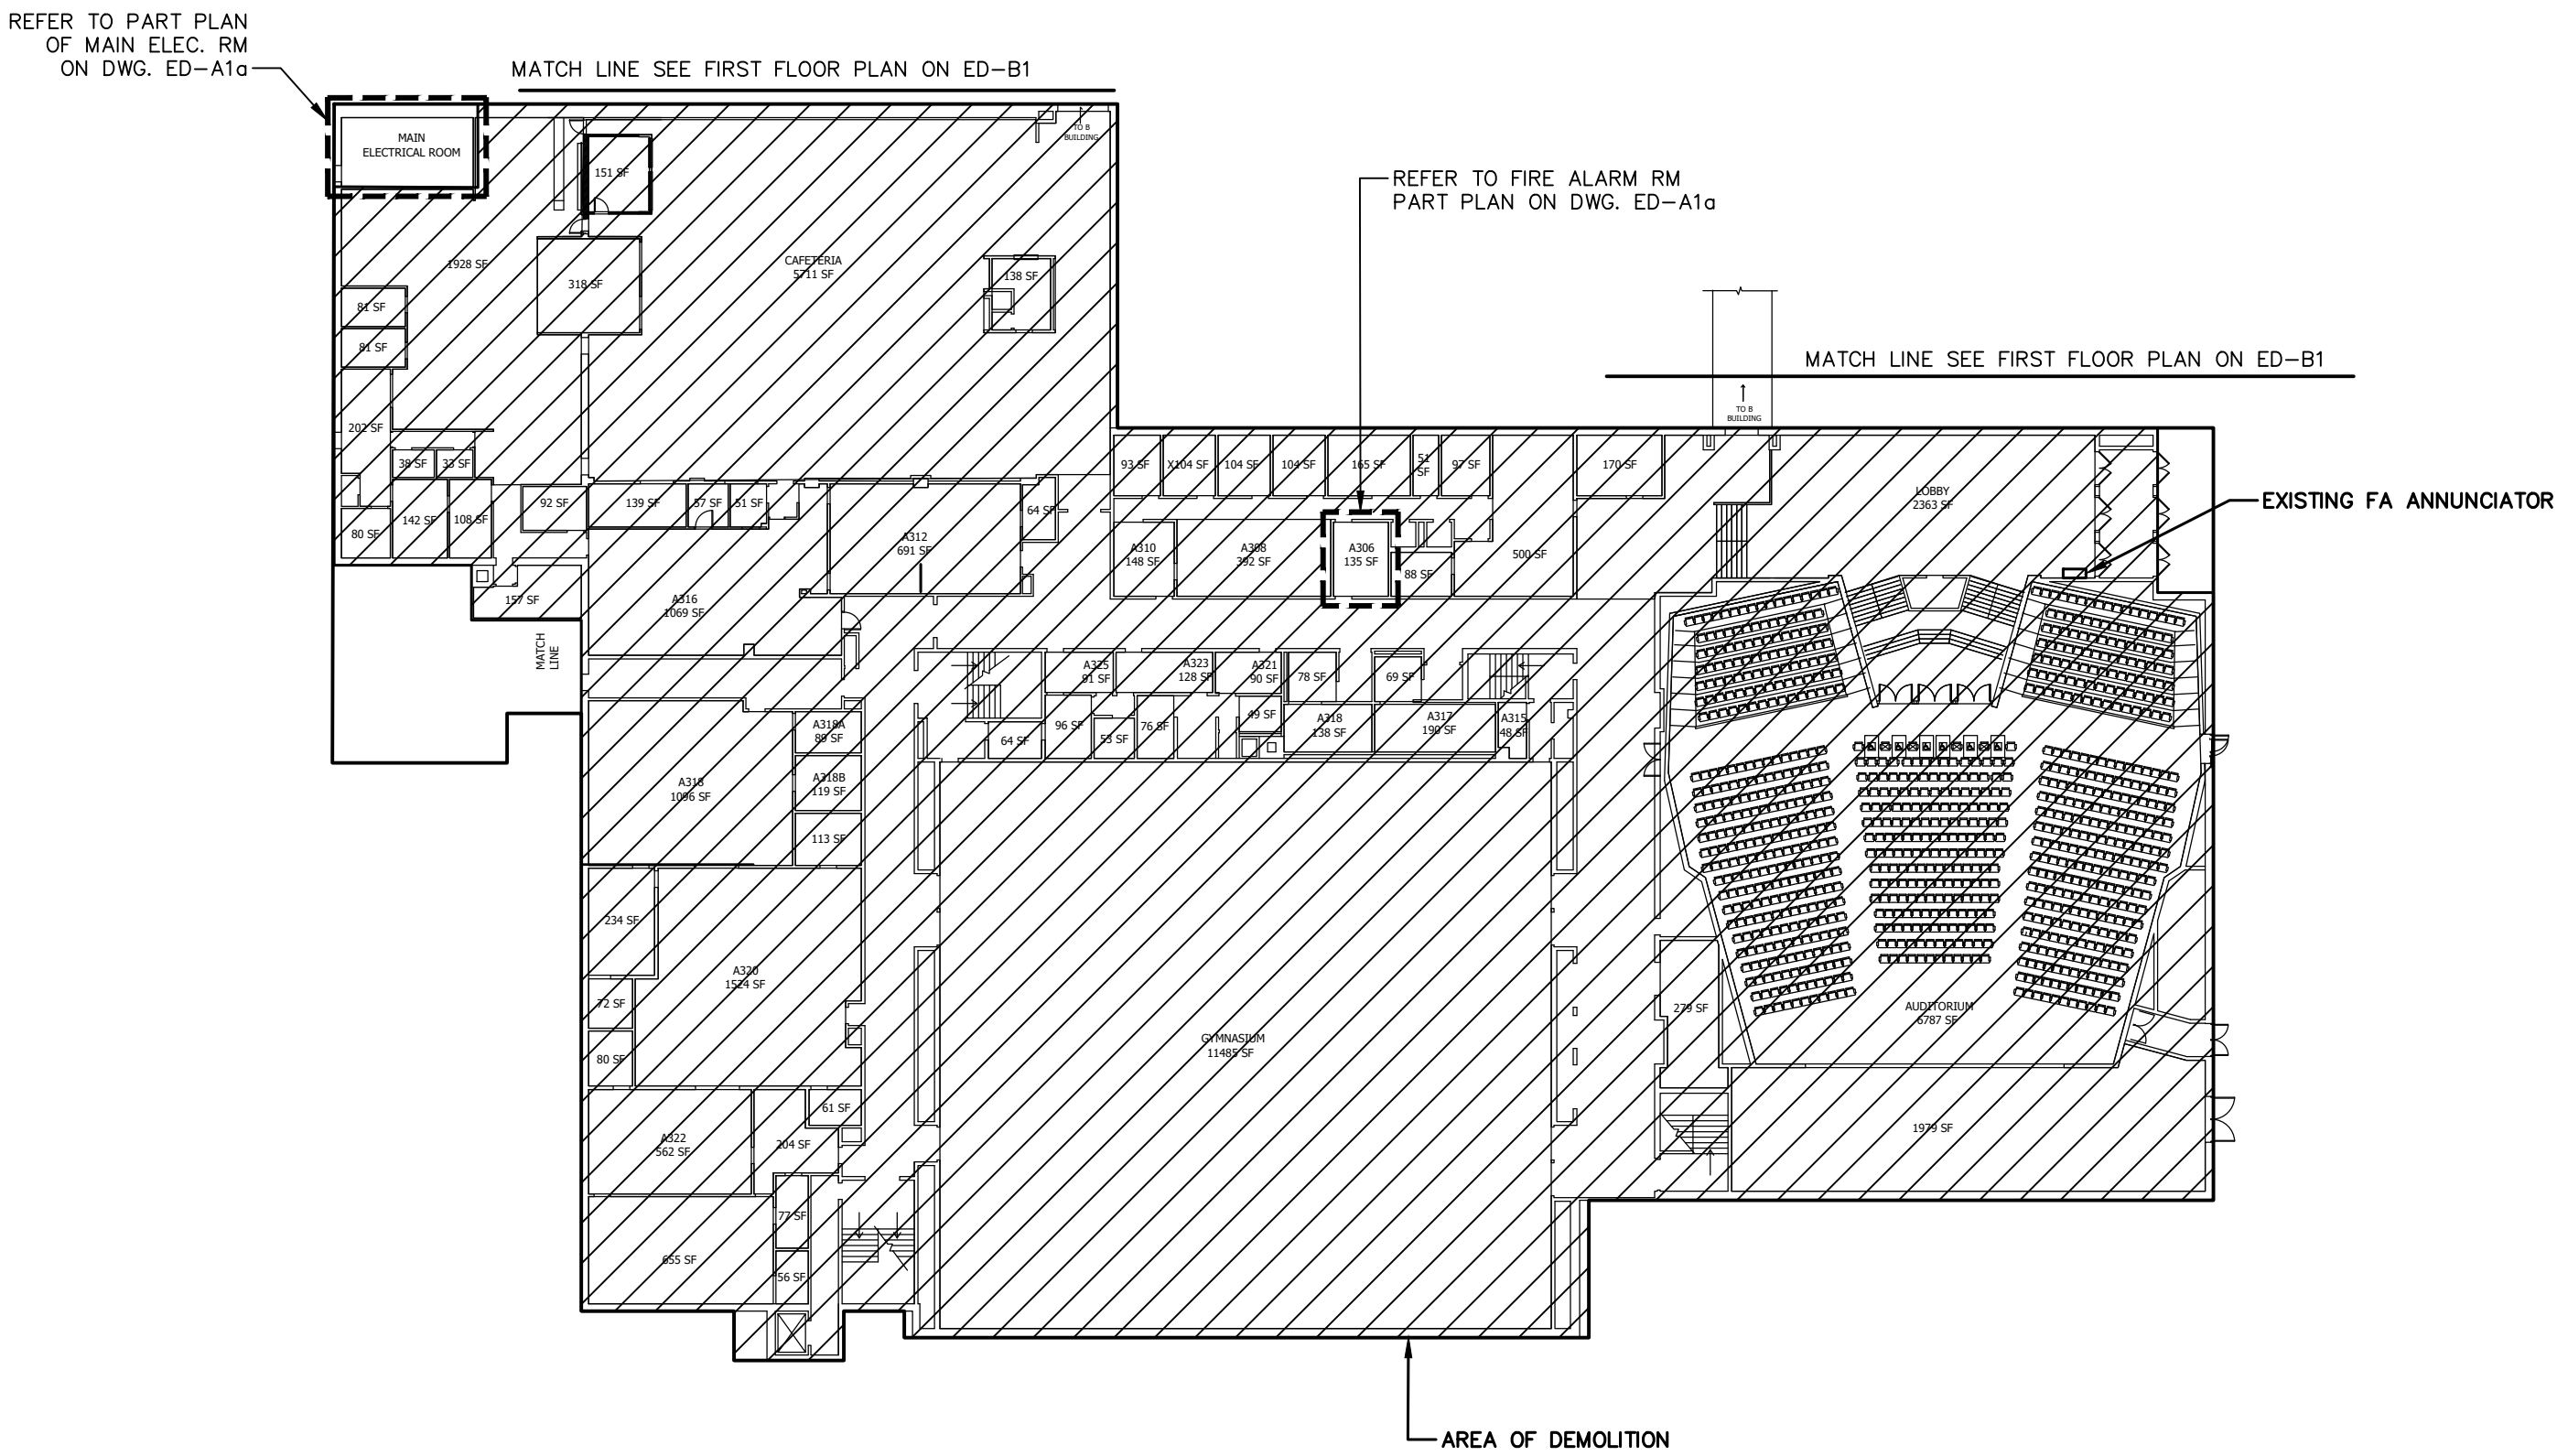 REFER TO PART PLAN
OF MAIN ELEC. RM
ON DWG. ED-A1a
MATCH LINE SEE FIRST FLOOR PLAN ON ED-B1
MAIN
ELECTRICAL ROOM
TO B
BUILDING
151 SF
REFER TO FIRE ALARM RM
PART PLAN ON DWG. ED-A1a
1928 SF
318 SF
CAFETERIA
5711 SF
138 SF
81 SF
81 SF
MATCH LINE SEE FIRST FLOOR PLAN ON ED-B1
TO B
BUILDING
202 SF
38 SF
33 SF
93 SF
X104 SF
104 SF
104 SF
165 SF
51
SF
97 SF
170 SF
LOBBY
2363 SF
EXISTING FA ANNUNCIATOR
92 SF
139 SF
57 SF
51 SF
64 SF
80 SF
142 SF
108 SF
A312
691 SF
A310
148 SF
A308
392 SF
A306
135 SF
88 SF
500 SF
157 SF
A316
1069 SF
MATCH
LINE
A325
91 SF
A323
128 SF
A321
90 SF
78 SF
69 SF
64 SF
96 SF
53 SF
76 SF
49 SF
A318
138 SF
A317
190 SF
A315
48 SF
A318A
89 SF
A318
1096 SF
A318B
119 SF
113 SF
234 SF
A320
1524 SF
72 SF
80 SF
279 SF
AUDITORIUM
6787 SF
GYMNASIUM
11485 SF
61 SF
A322
562 SF
204 SF
1979 SF
77 SF
655 SF
56 SF
AREA OF DEMOLITION